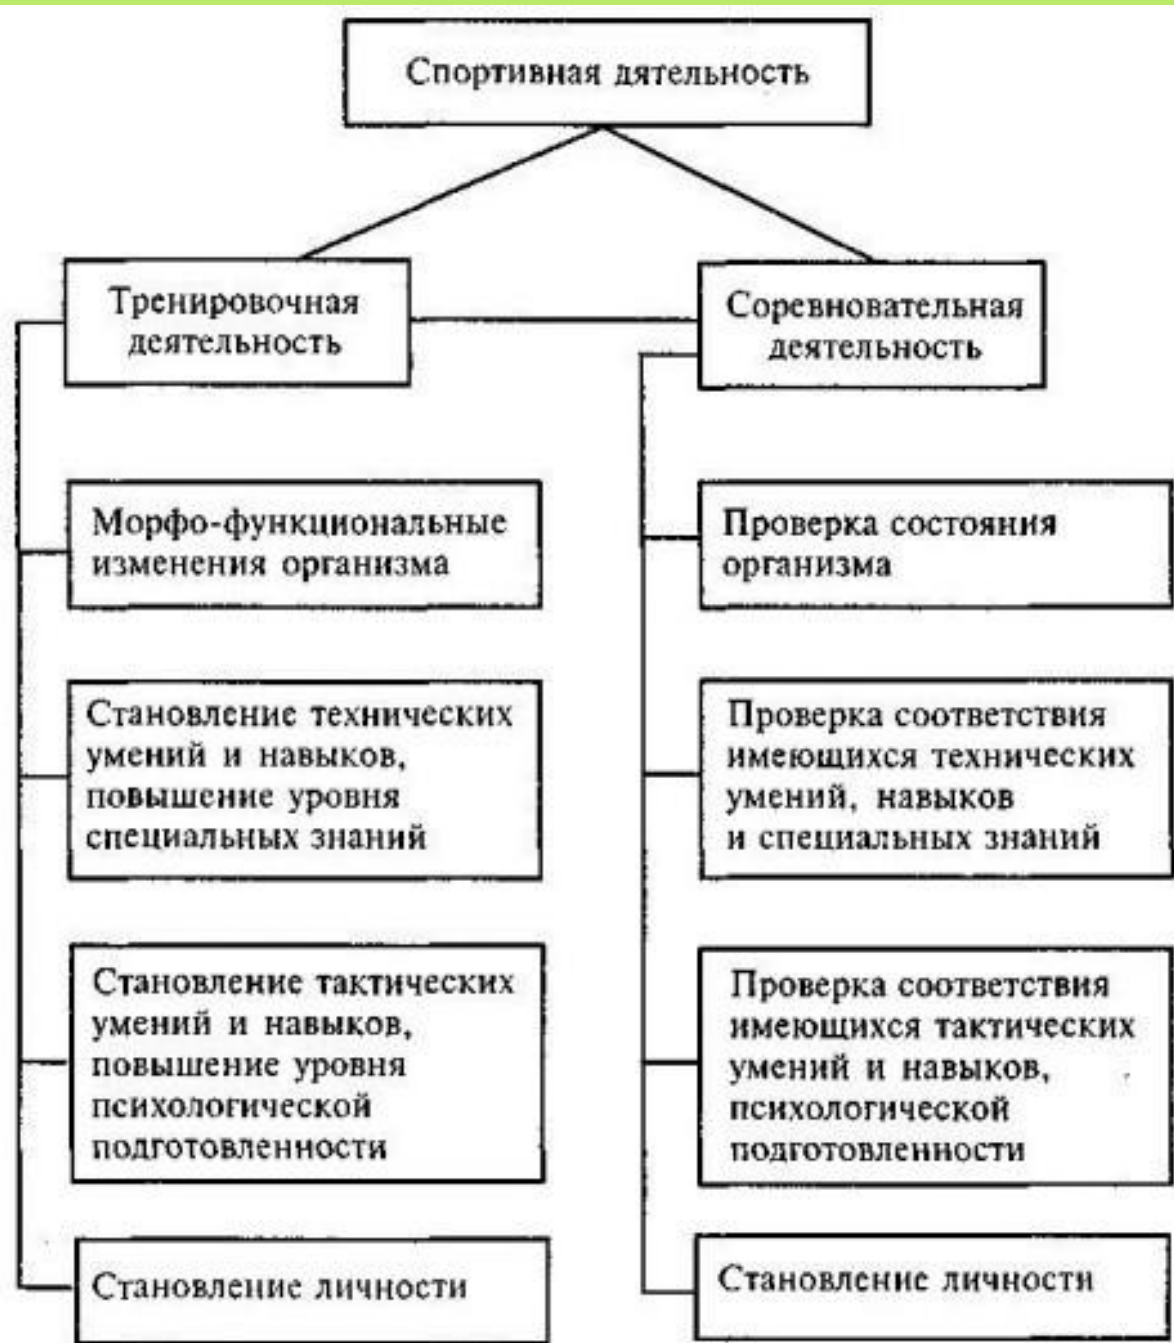 Спортивная дятельность
Тренировочная
деятельность
Соревновательная
деятельность
Морфо-функциональные
изменения организма
Становление технических
умений и навыков,
повышение уровня
специальных знаний
Становление тактических
умений и навыков,
повышение уровня
психологической
подготовленности
Становление личности
Проверка состояния
организма
Проверка соответствия
имеющихся технических
умений, навыков
и специальных знаний
Проверка соответствия
имеющихся тактических
умений и навыков,
психологической
подготовленности
Становление личности